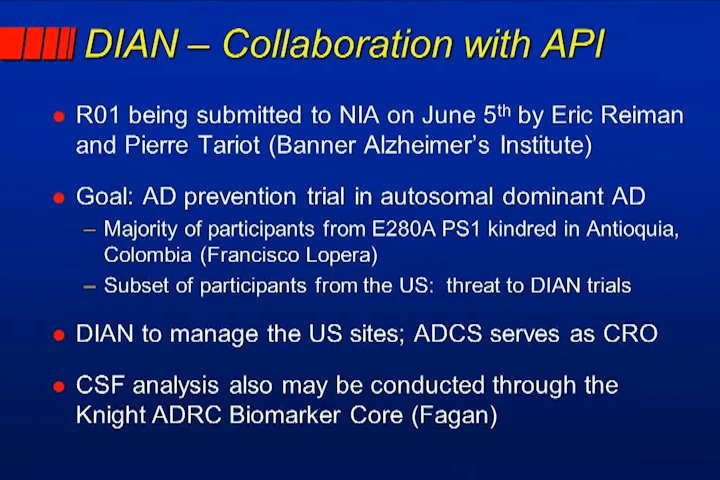 DIAN – Collaboration with API
● R01 being submitted to NIA on June 5th by Eric Reiman
and Pierre Tariot (Banner Alzheimer's Institute)
● Goal: AD prevention trial in autosomal dominant AD
– Majority of participants from E280A PS1 kindred in Antioquia,
Colombia (Francisco Lopera)
– Subset of participants from the US: threat to DIAN trials
● DIAN to manage the US sites; ADCS serves as CRO
● CSF analysis also may be conducted through the
Knight ADRC Biomarker Core (Fagan)